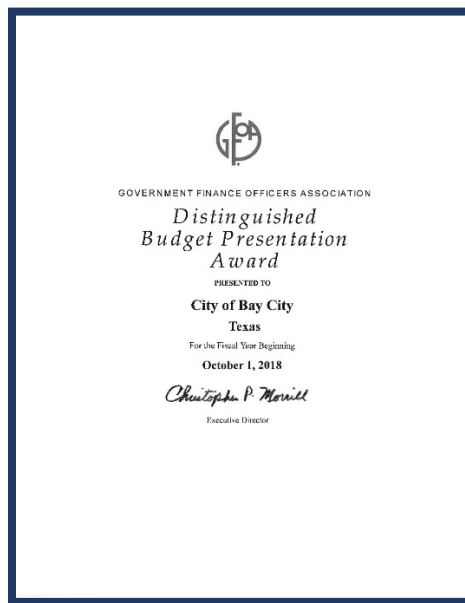 GFOA
GOVERNMENT FINANCE OFFICERS ASSOCIATION
Distinguished
Budget Presentation
Award
PRESENTED TO
City of Bay City
Texas
For the Fiscal Year Beginning
October 1, 2018
Christopher P. Morrill
Executive Director